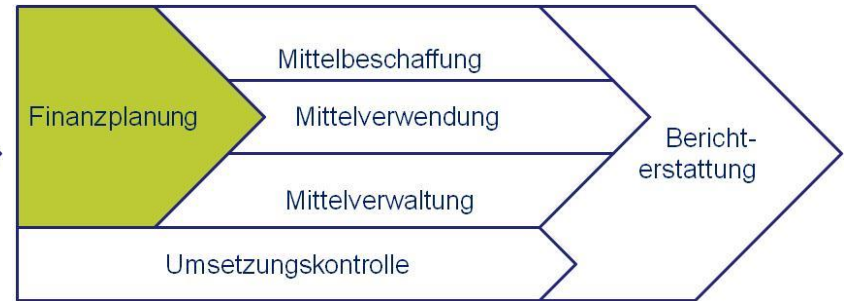 Mittelbeschaffung
Finanzplanung
Mittelverwendung
Bericht-
erstattung
Mittelverwaltung
Umsetzungskontrolle